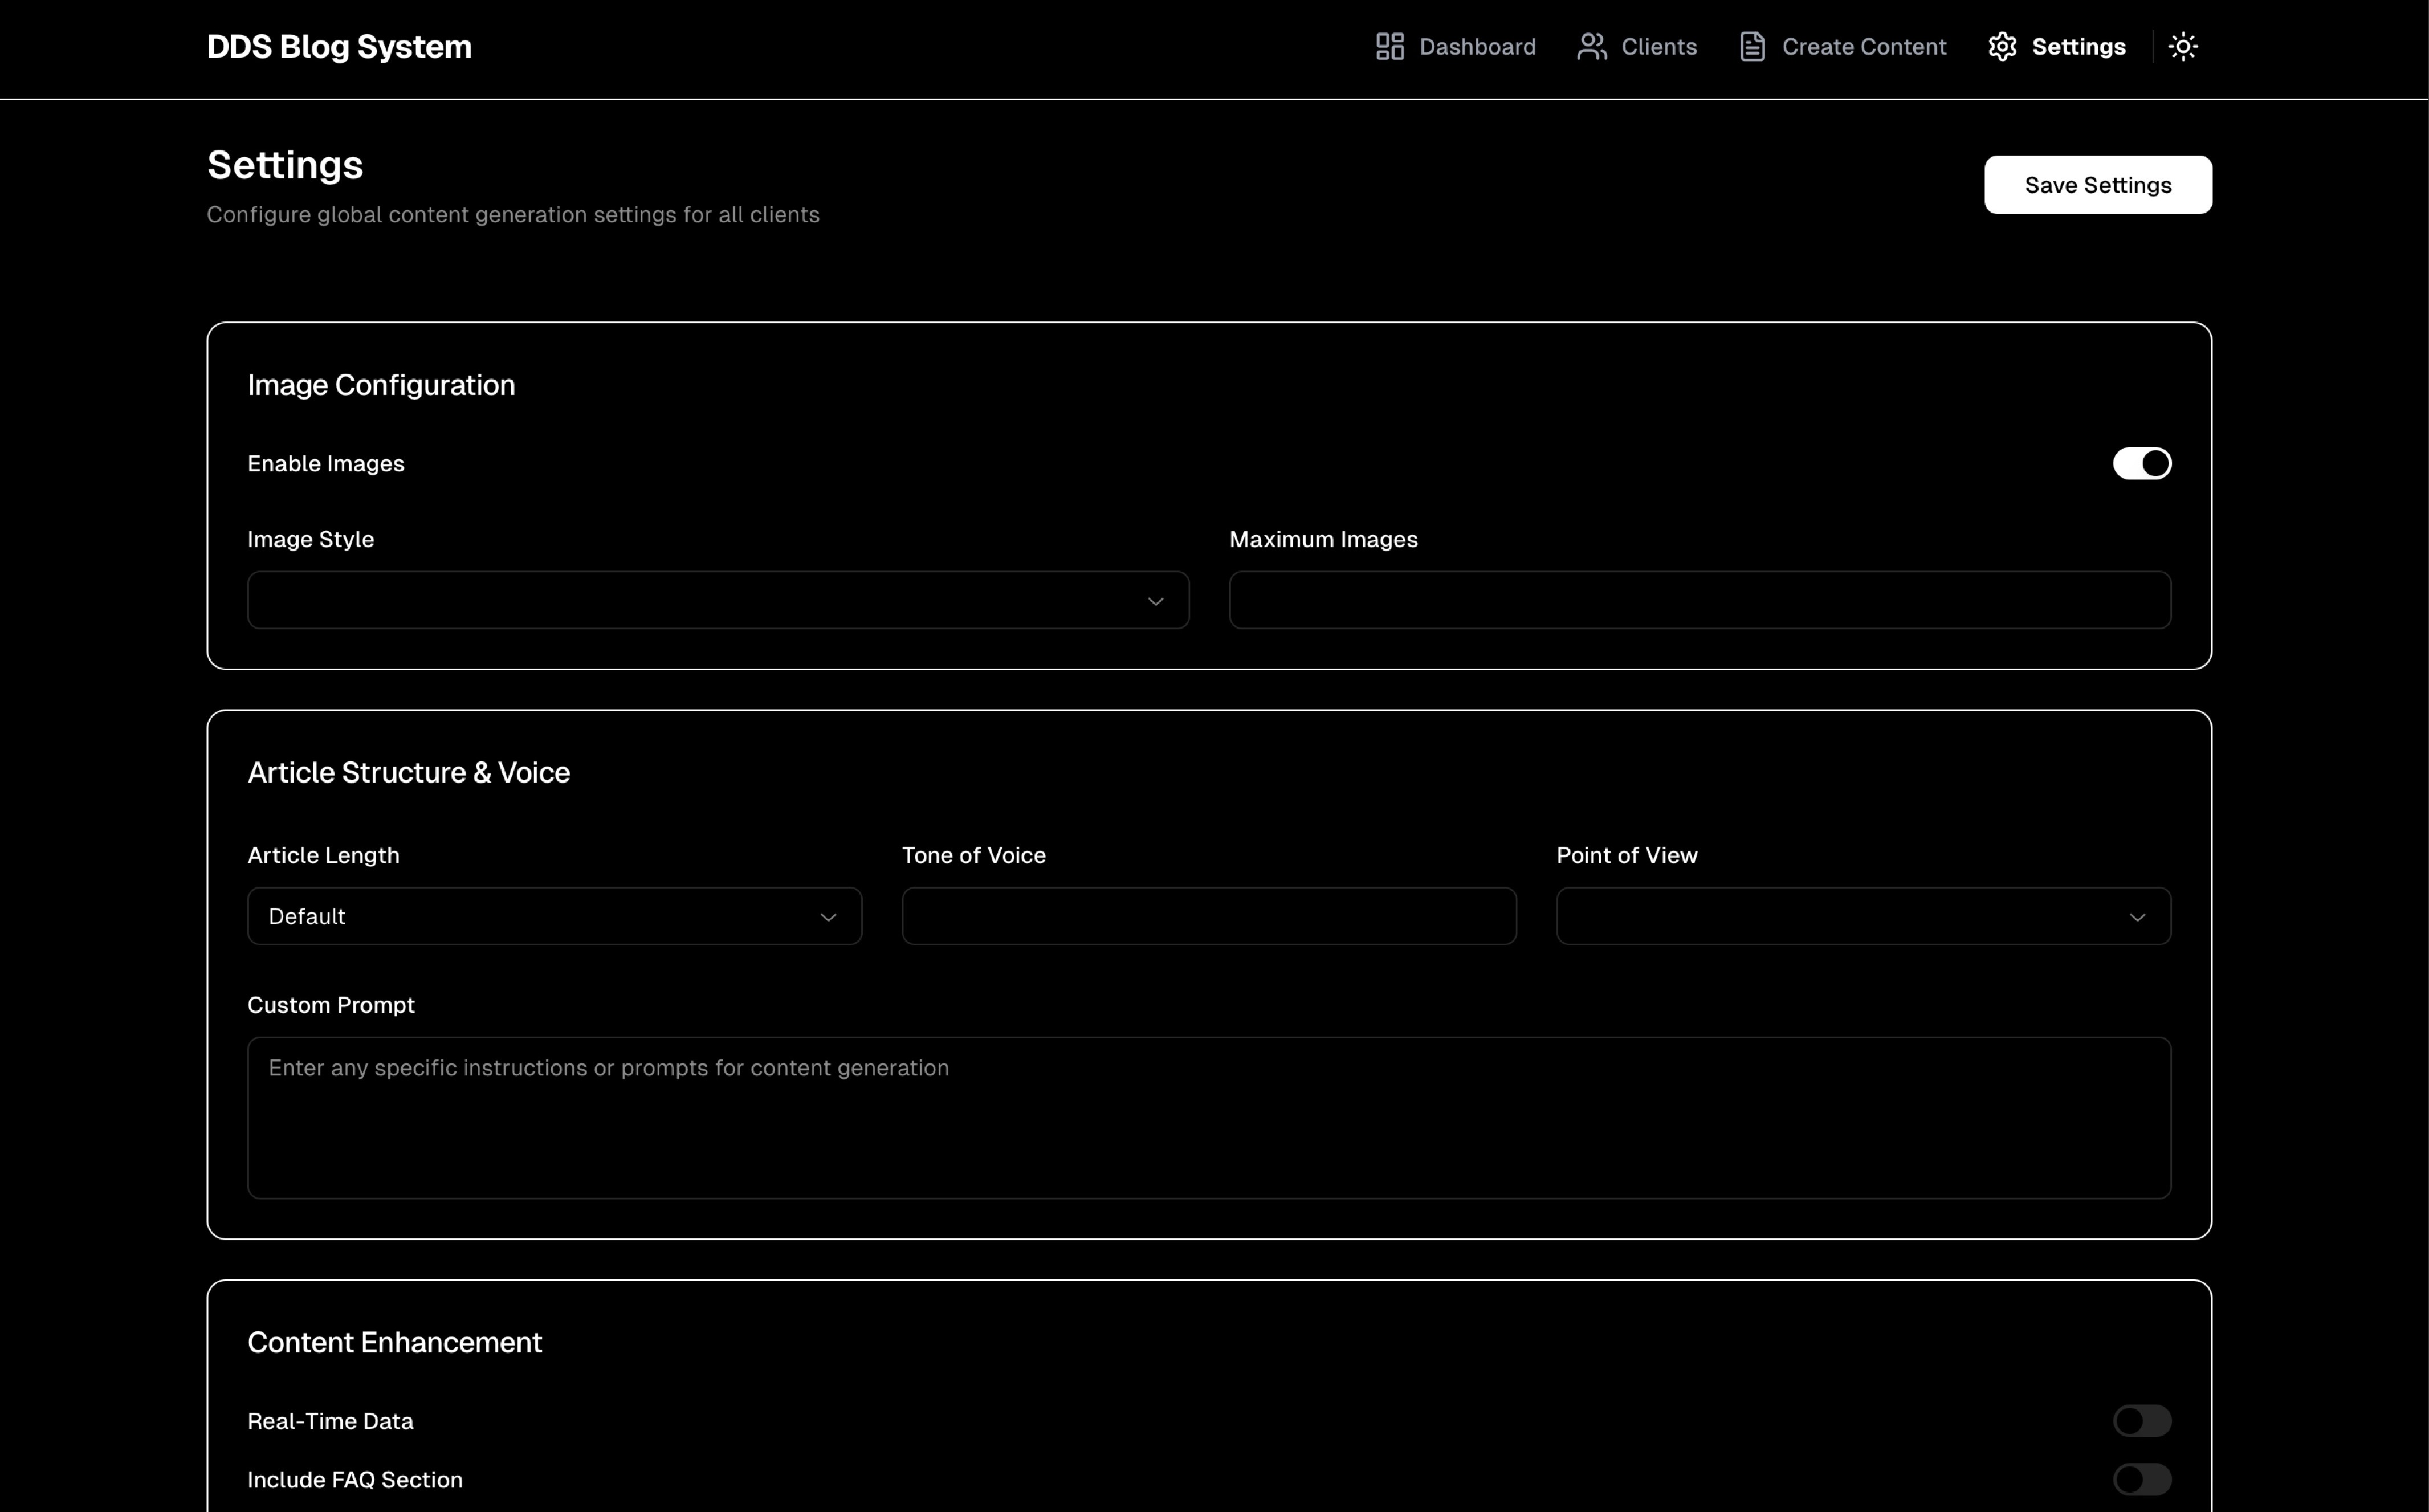 DDS Blog System
Dashboard
Clients
Create Content
Settings
Settings
Configure global content generation settings for all clients
Save Settings
Image Configuration
Enable Images
Image Style
Maximum Images
Article Structure & Voice
Article Length
Tone of Voice
Point of View
Default
Custom Prompt
Enter any specific instructions or prompts for content generation
Content Enhancement
Real-Time Data
Include FAQ Section